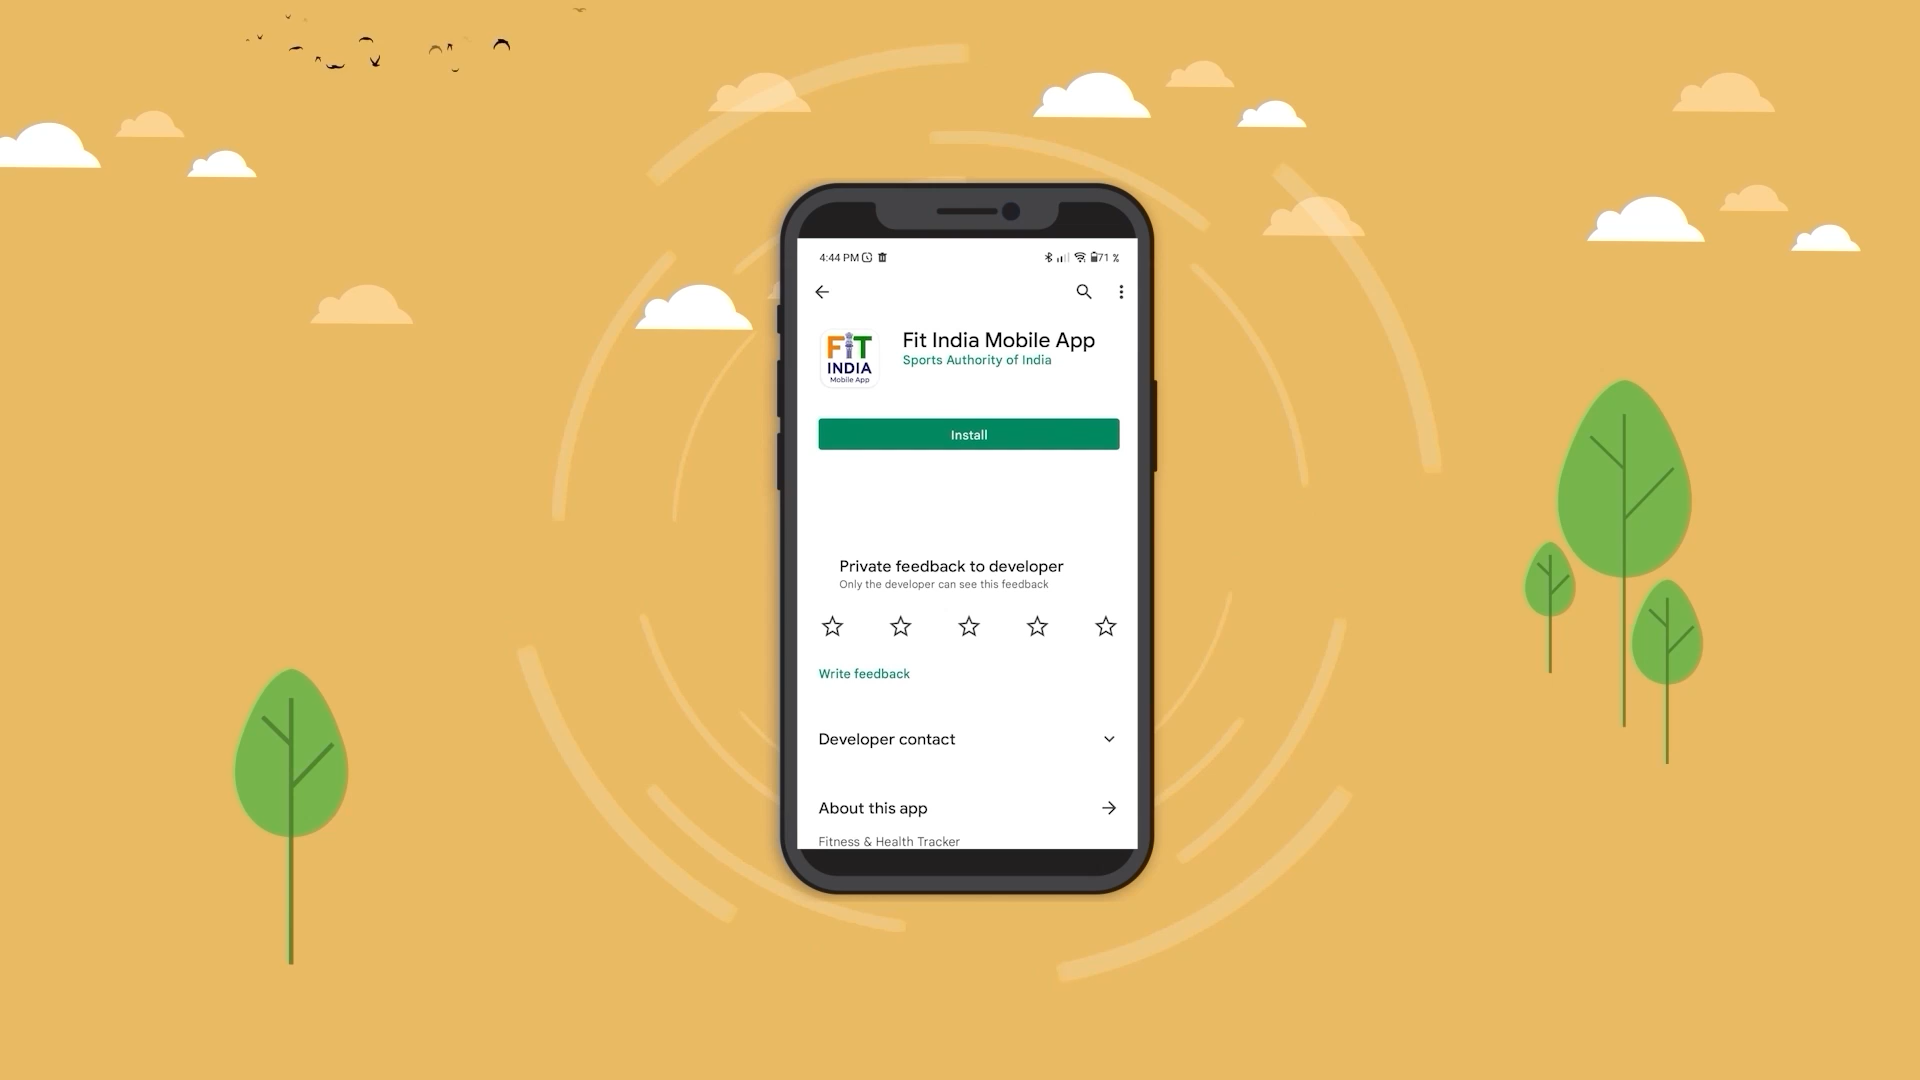 4:44 PM
71 %
FiT
INDIA
Mobile App
Fit India Mobile App
Sports Authority of India
Install
Private feedback to developer
Only the developer can see this feedback
Write feedback
Developer contact
About this app
Fitness & Health Tracker